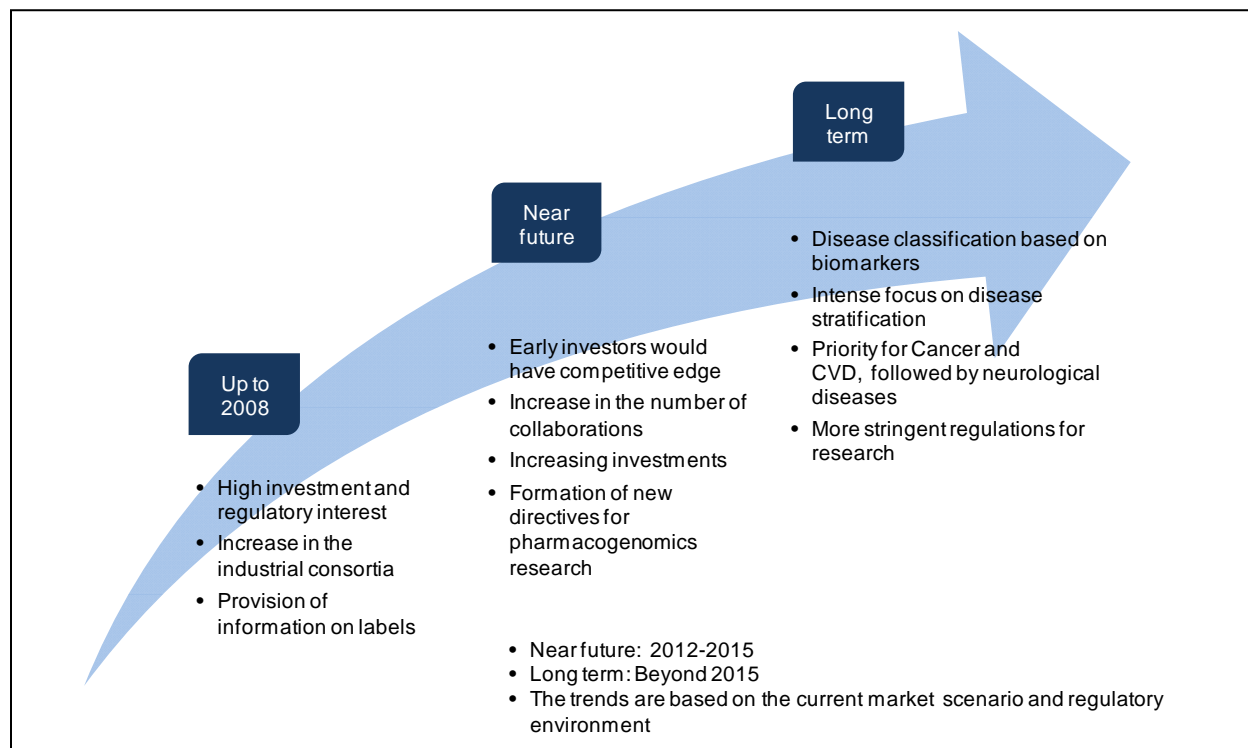 Up to
2008
• High investment and
regulatory interest
• Increase in the
industrial consortia
• Provision of
information on labels
Near
future
• Early investors would
have competitive edge
• Increase in the number of
collaborations
• Increasing investments
• Formation of new
directives for
pharmacogenomics
research
Long
term
• Disease classification based on
biomarkers
• Intense focus on disease
stratification
• Priority for Cancer and
CVD, followed by neurological
diseases
• More stringent regulations for
research
• Near future: 2012-2015
• Long term: Beyond 2015
• The trends are based on the current market scenario and regulatory
environment